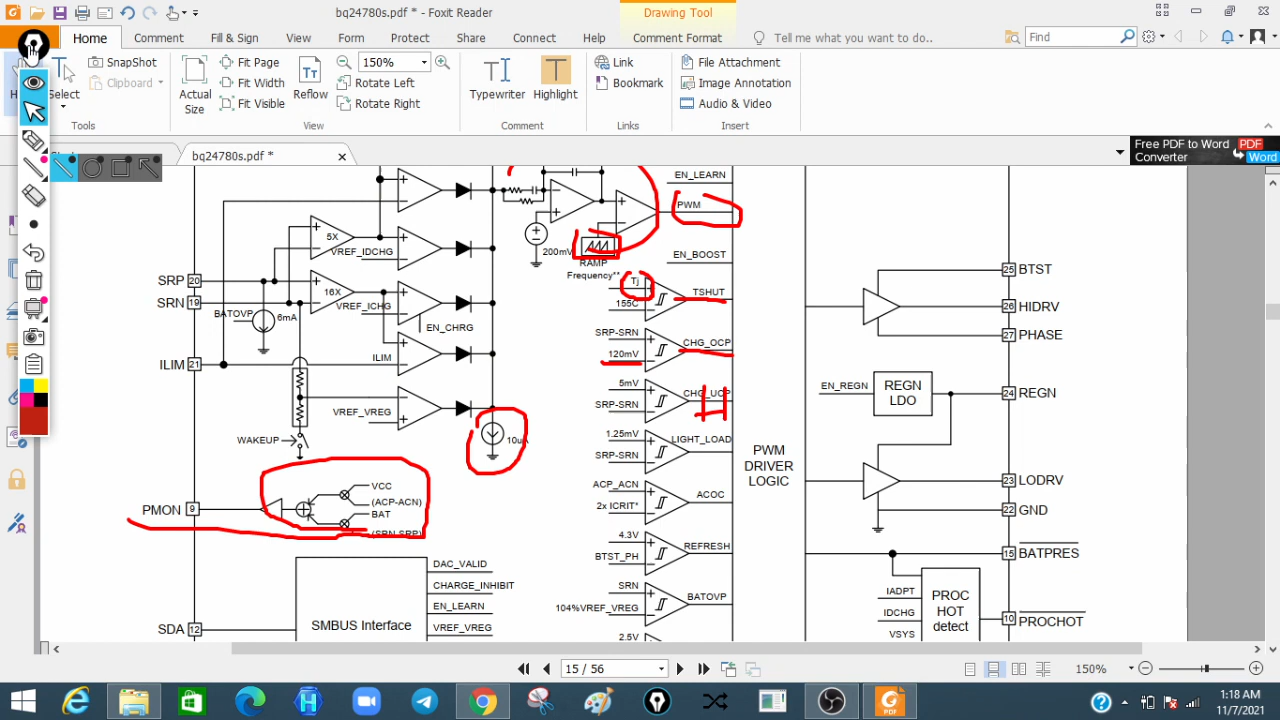 bq24780s.pdf * - Foxit Reader
Drawing Tool
Home
Comment
Fill & Sign
View
Form
Protect
Share
Connect
Help
Comment Format
Tell me what you want to do..
Find
Select
SnapShot
Clipboard
Tools
Actual
Size
Fit Page
Fit Width
Fit Visible
Reflow
150%
Rotate Left
Rotate Right
View
Typewriter
Highlight
Comment
Link
Bookmark
Links
File Attachment
Image Annotation
Audio & Video
Insert
bq24780s.pdf *
Free PDF to Word
Converter
PDF
Word
EN_LEARN
PWM
5X
VREF_IDCHG
200mV
RAMP
Frequency**
EN_BOOST
SRP
20
SRN
19
16X
VREF_ICHG
BATOVP
6mA
EN_CHRG
Tj
155C
TSHUT
SRP-SRN
120mV
CHG_OCP
ILIM
21
ILIM
5mV
SRP-SRN
CHG_UCP
VREF_VREG
WAKEUP
10uA
1.25mV
SRP-SRN
LIGHT_LOAD
VCC
(ACP-ACN)
BAT
(SRN-SRP)
PMON
9
ACP_ACN
2x ICRIT*
ACOC
4.3V
BTST_PH
REFRESH
SRN
104%VREF_VREG
BATOVP
2.5V
PWM
DRIVER
LOGIC
25
BTST
26
HIDRV
27
PHASE
EN_REGN
REGN
LDO
24
REGN
23
LODRV
22
GND
15
BATPRES
IADPT
IDCHG
VSYS
PROC
HOT
detect
10
PROCHOT
DAC_VALID
CHARGE_INHIBIT
EN_LEARN
VREF_VREG
SMBUS Interface
SDA
12
15 / 56
150%
1:18 AM
11/7/2021